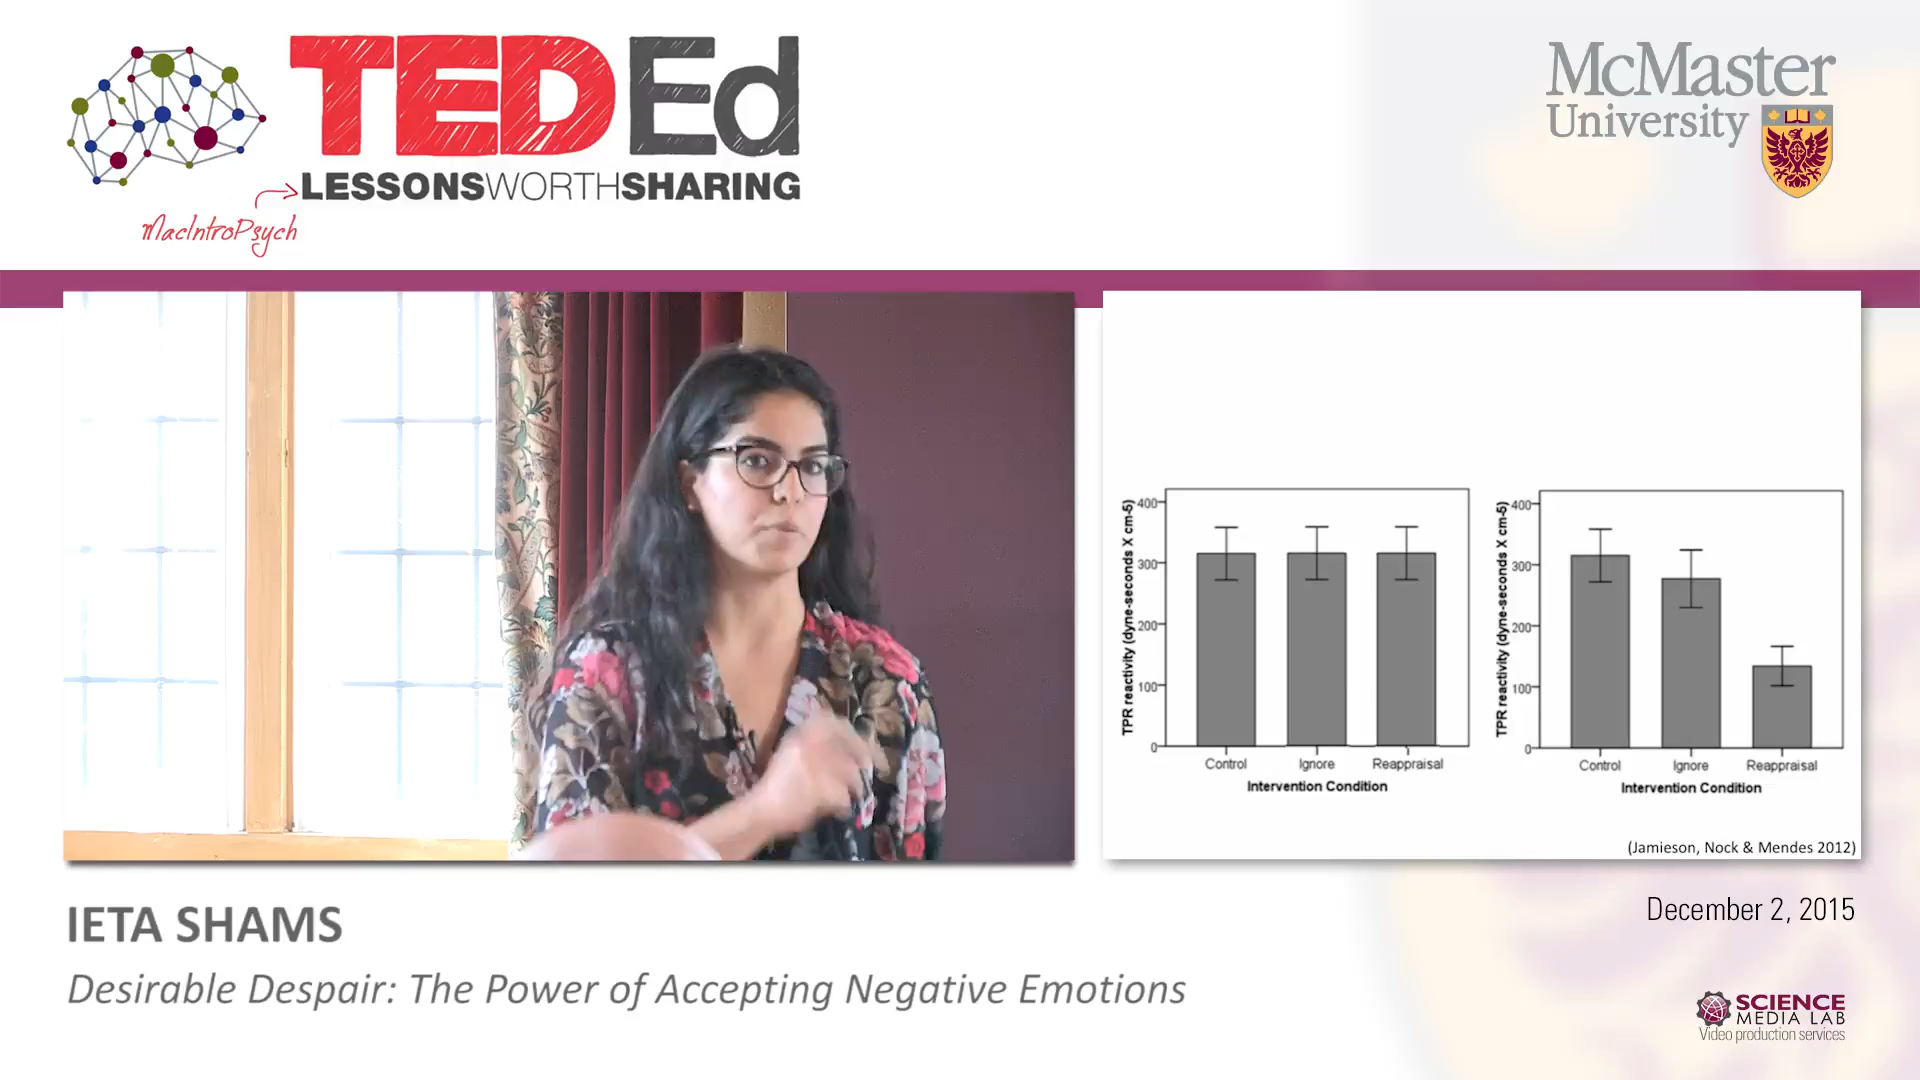 TED Ed
LESSONSWORTHSHARING
MacIntroPsych
McMaster
University
TPR reactivity (dyne-seconds X cm-5)
400
300
200
100
0
Control Ignore Reappraisal
Intervention Condition
TPR reactivity (dyne-seconds X cm-5)
400
300
200
100
0
Control Ignore Reappraisal
Intervention Condition
(Jamieson, Nock & Mendes 2012)
IETA SHAMS
December 2, 2015
Desirable Despair: The Power of Accepting Negative Emotions
SCIENCE
MEDIA LAB
Video production services